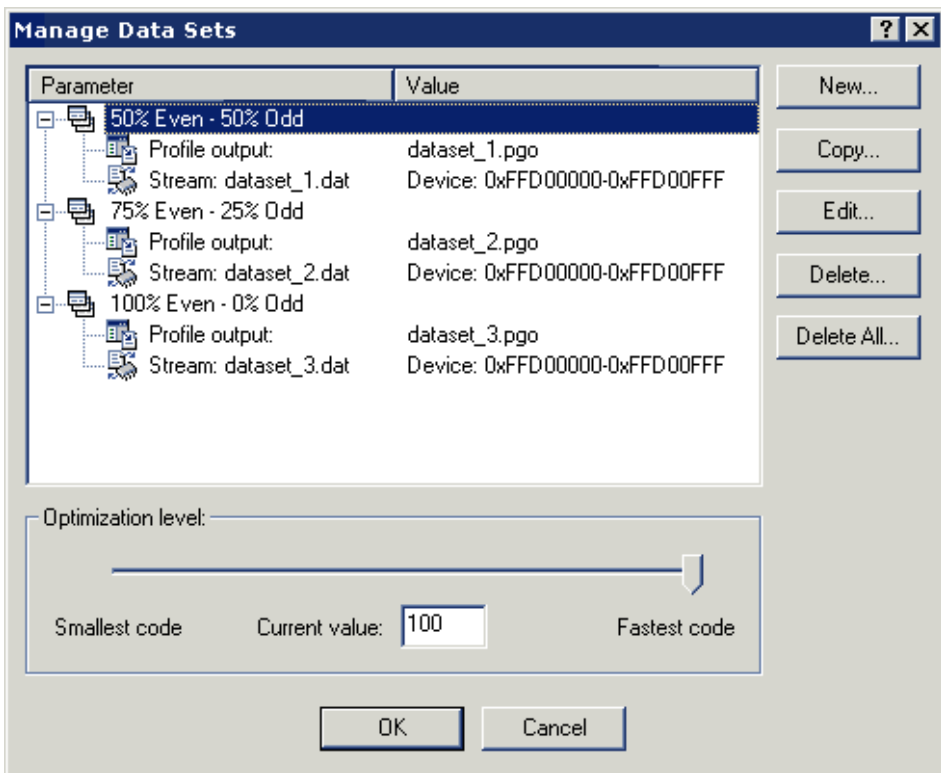 Manage Data Sets
Parameter Value
50% Even - 50% Odd
Profile output: dataset_1.pgo
Stream: dataset_1.dat Device: 0xFFD00000-0xFFD00FFF
75% Even - 25% Odd
Profile output: dataset_2.pgo
Stream: dataset_2.dat Device: 0xFFD00000-0xFFD00FFF
100% Even - 0% Odd
Profile output: dataset_3.pgo
Stream: dataset_3.dat Device: 0xFFD00000-0xFFD00FFF
New...
Copy...
Edit...
Delete...
Delete All...
Optimization level:
Smallest code Current value: 100 Fastest code
OK Cancel